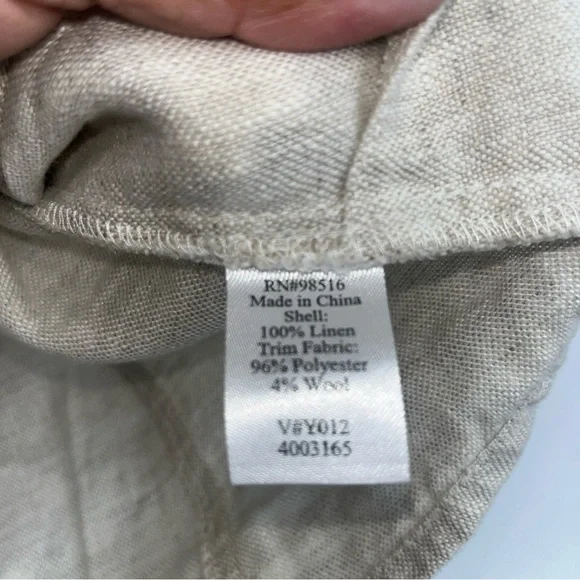 RN#98516
Made in China
Shell:
100% Linen
Trim Fabric:
96% Polyester
4% Wool
V#Y012
4003165